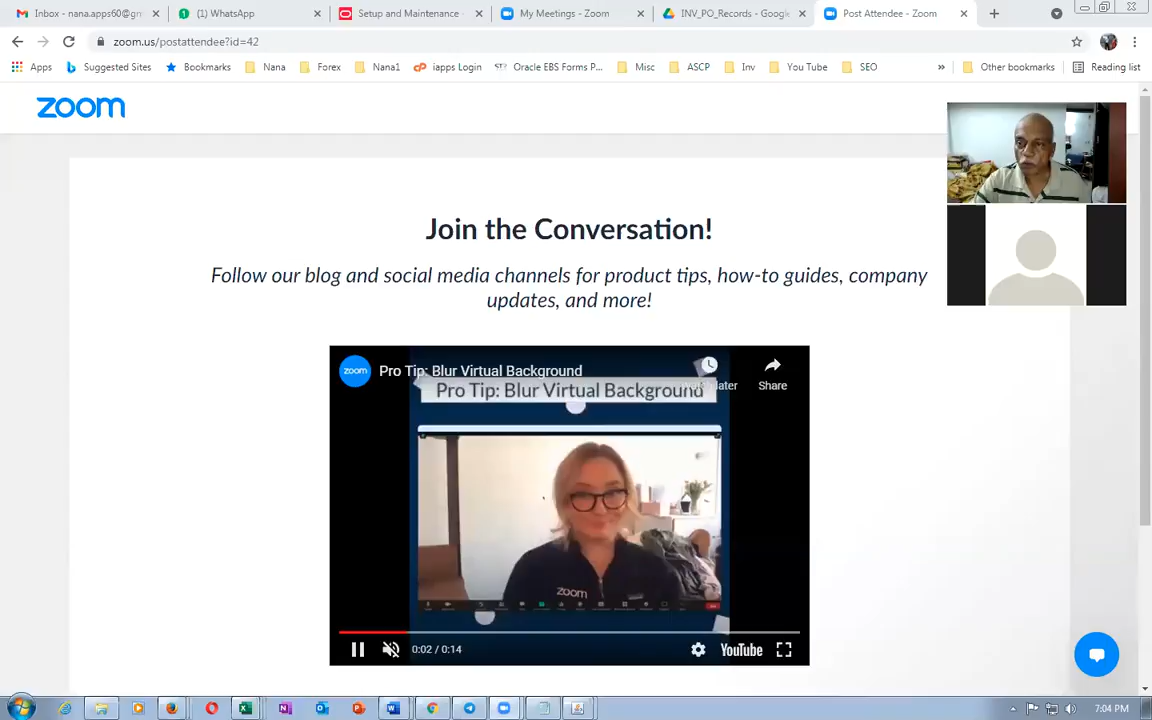 Inbox - nana.apps60@gm
(1) WhatsApp
Setup and Maintenance -
My Meetings - Zoom
INV_PO_Records - Google
Post Attendee - Zoom
zoom.us/postattendee?id=42
Apps
Suggested Sites
Bookmarks
Nana
Forex
Nana1
iapps Login
Oracle EBS Forms P...
Misc
ASCP
Inv
You Tube
SEO
»
Other bookmarks
Reading list
zoom
Join the Conversation!
Follow our blog and social media channels for product tips, how-to guides, company
updates, and more!
zoom
Pro Tip: Blur Virtual Background
Share
Pro Tip: Blur Virtual Background
zoom
0:02 / 0:14
YouTube
7:04 PM